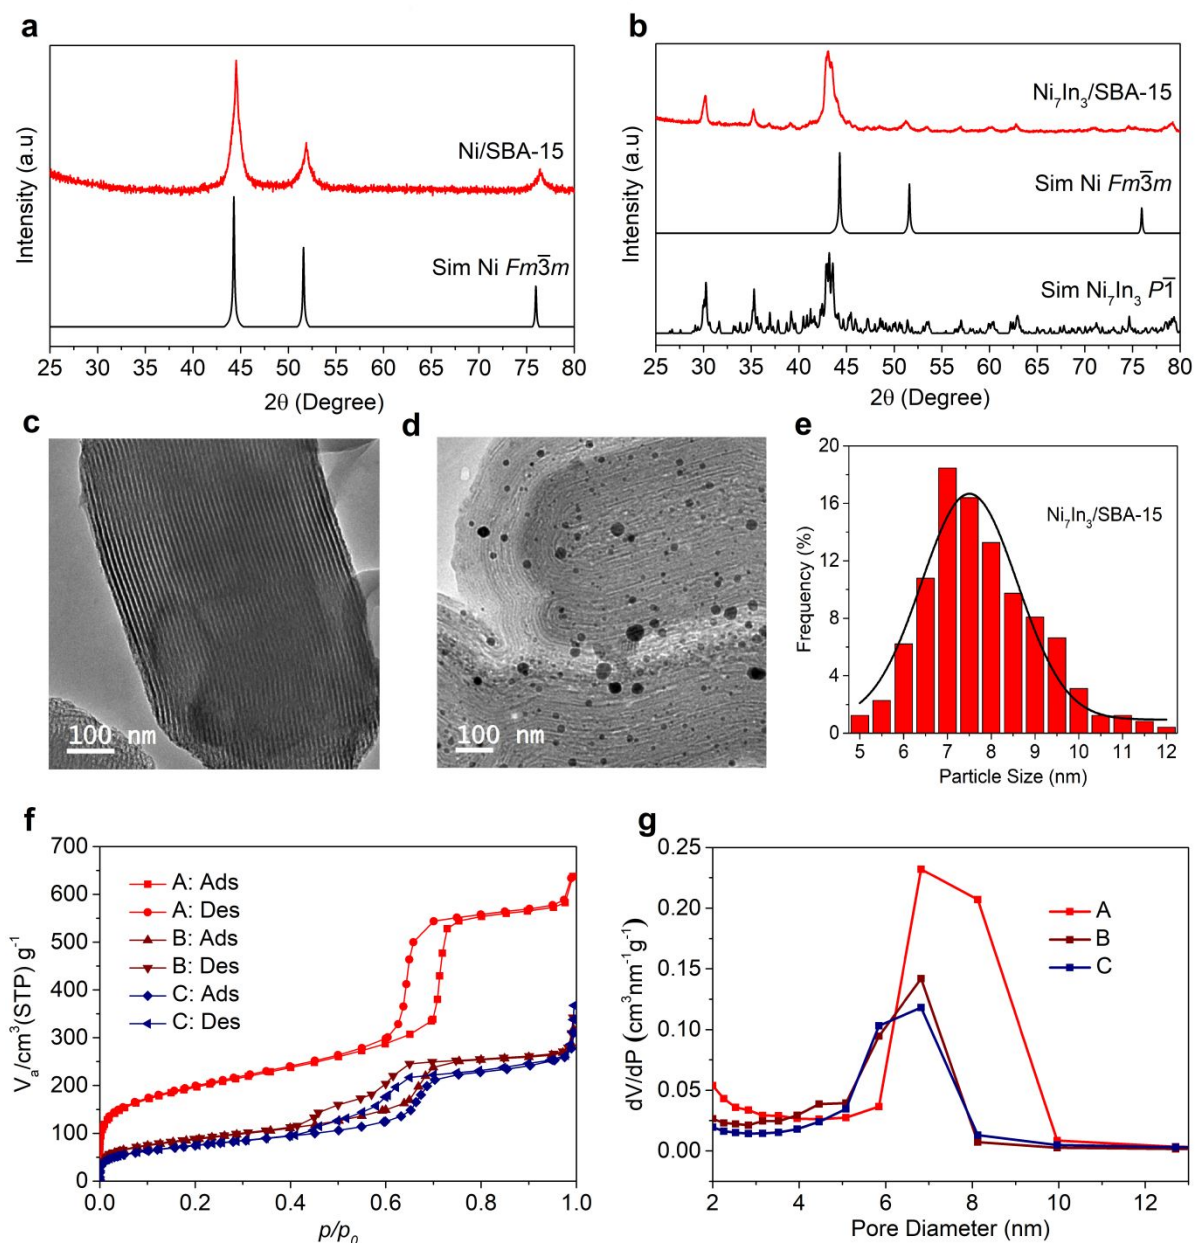 a
Ni/SBA-15
Sim Ni Fm3̅m
Intensity (a.u)
25 30 35 40 45 50 55 60 65 70 75 80
2θ (Degree)
b
Ni₇In₃/SBA-15
Sim Ni Fm3̅m
Sim Ni₇In₃ P1̅
Intensity (a.u)
25 30 35 40 45 50 55 60 65 70 75 80
2θ (Degree)
c
100 nm
d
100 nm
e
Ni₇In₃/SBA-15
Frequency (%)
20
16
12
8
4
0
5 6 7 8 9 10 11 12
Particle Size (nm)
f
A: Ads
A: Des
B: Ads
B: Des
C: Ads
C: Des
Vₐ/cm³(STP) g⁻¹
700
600
500
400
300
200
100
0
0.0 0.2 0.4 0.6 0.8 1.0
p/p₀
g
A
B
C
dV/dP (cm³nm⁻¹g⁻¹)
0.25
0.20
0.15
0.10
0.05
0.00
2 4 6 8 10 12
Pore Diameter (nm)